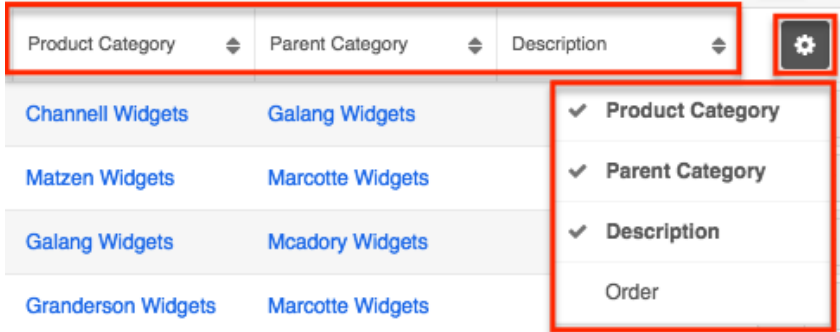 Product Category Parent Category Description
Channell Widgets Galang Widgets Product Category
Matzen Widgets Marcotte Widgets Parent Category
Galang Widgets Mcadory Widgets Description
Granderson Widgets Marcotte Widgets Order